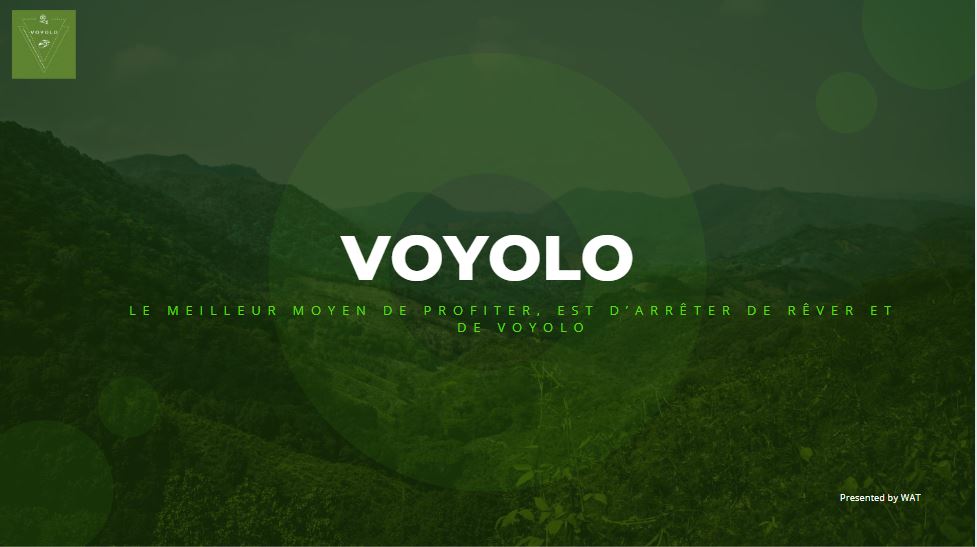 VOYOLO
VOYOLO
LE MEILLEUR MOYEN DE PROFITER, EST D'ARRÊTER DE RÊVER ET
DE VOYOLO
Presented by WAT